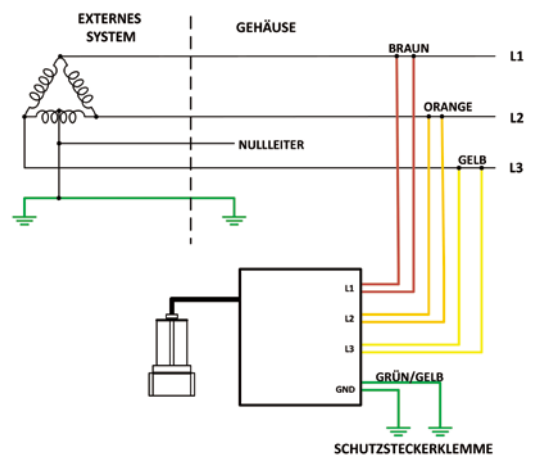 EXTERNES
SYSTEM
GEHÄUSE
BRAUN
L1
ORANGE
L2
NULLLEITER
GELB
L3
L1
L2
L3
GRÜN/GELB
GND
SCHUTZSTECKERKLEMME